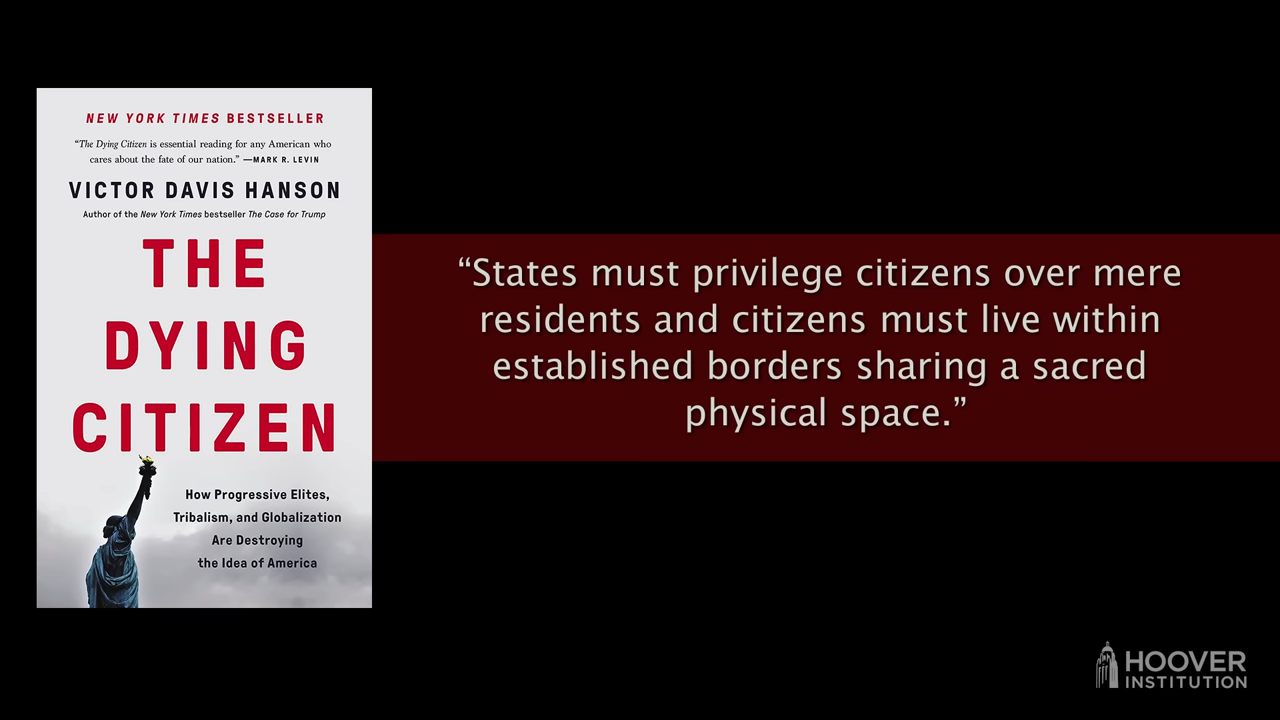 NEW YORK TIMES BESTSELLER
“The Dying Citizen is essential reading for any American who
cares about the fate of our nation.” —MARK R. LEVIN
VICTOR DAVIS HANSON
Author of the New York Times bestseller The Case for Trump
THE
DYING
CITIZEN
How Progressive Elites,
Tribalism, and Globalization
Are Destroying
the Idea of America
“States must privilege citizens over mere
residents and citizens must live within
established borders sharing a sacred
physical space.”
HOOVER
INSTITUTION